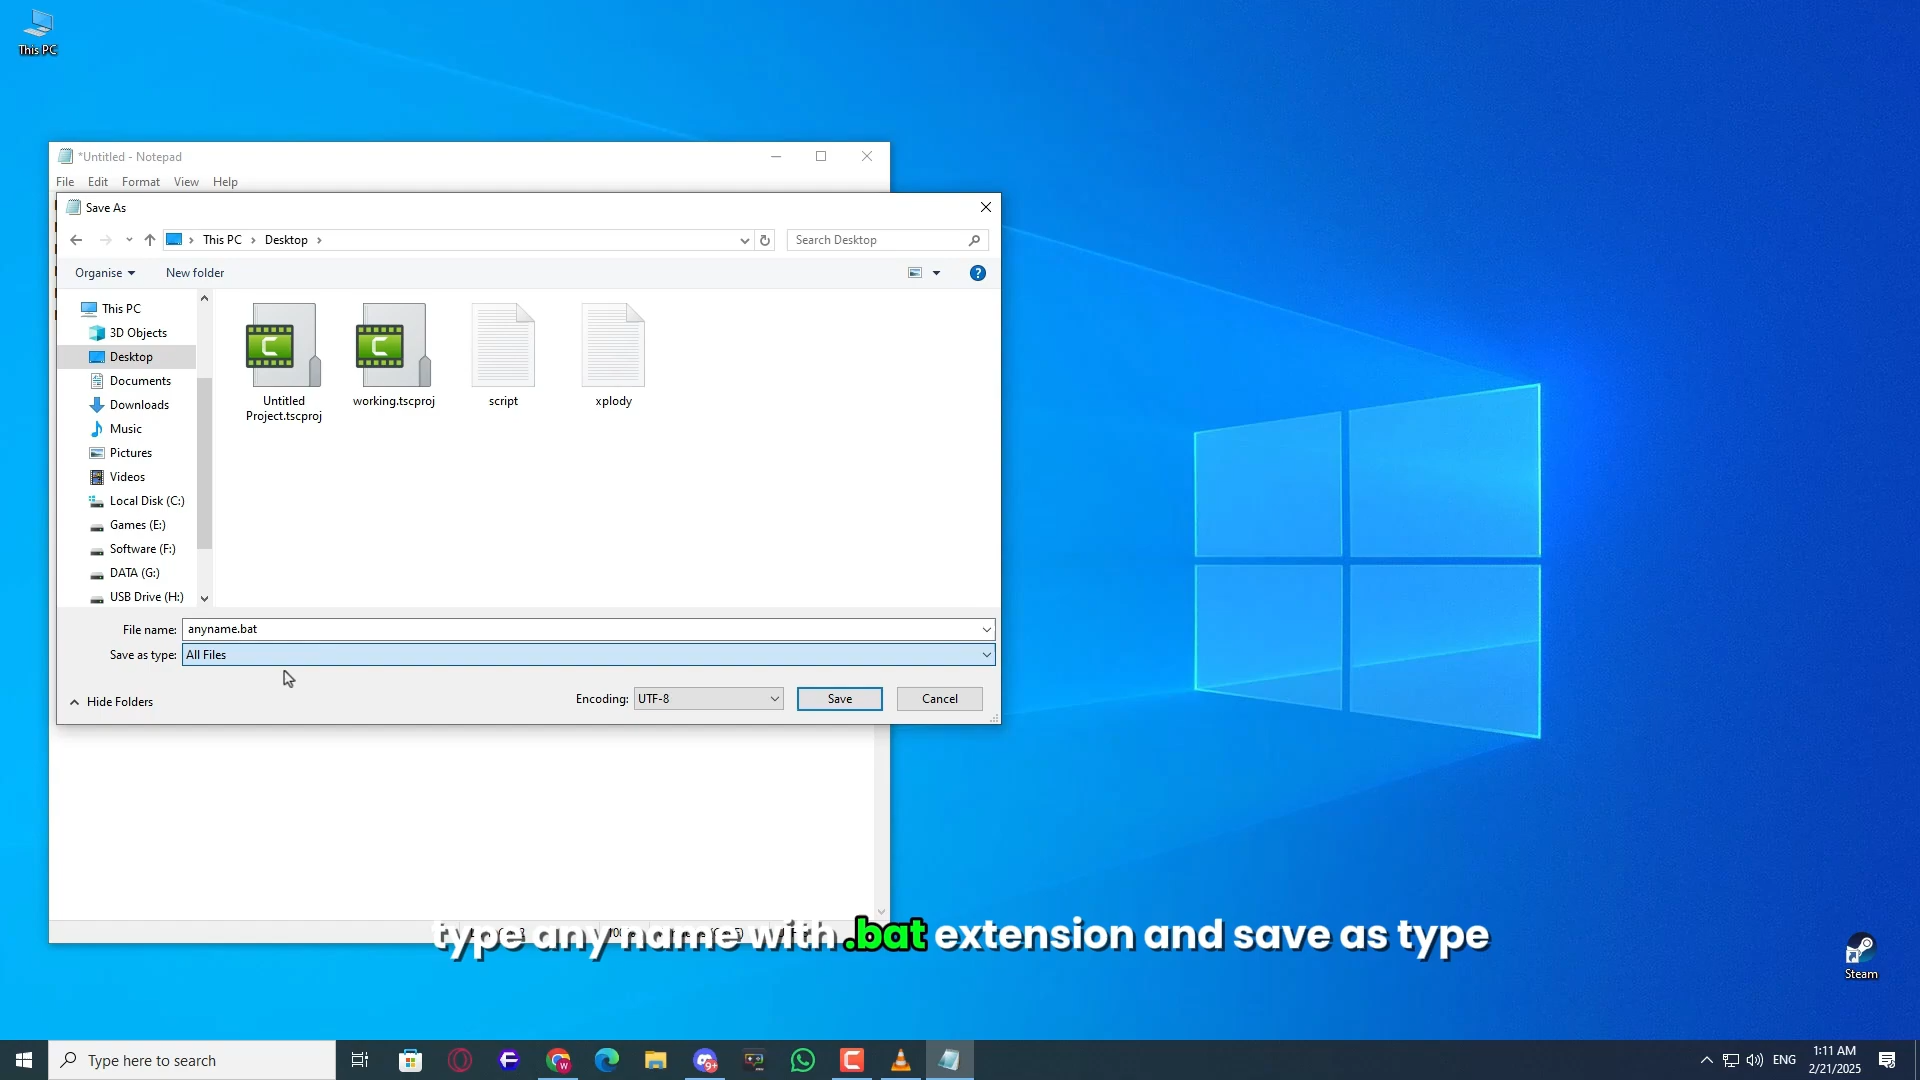 This PC
*Untitled - Notepad
File Edit Format View Help
Save As
This PC Desktop
Search Desktop
Organise New folder
This PC
3D Objects
Desktop
Documents
Downloads
Music
Pictures
Videos
Local Disk (C:)
Games (E:)
Software (F:)
DATA (G:)
USB Drive (H:)
Untitled Project.tscproj
working.tscproj
script
xplody
File name: anyname.bat
Save as type: All Files
Hide Folders
Encoding: UTF-8 Save Cancel
type any name with .bat extension and save as type
Steam
Type here to search
9+
ENG
1:11 AM
2/21/2025